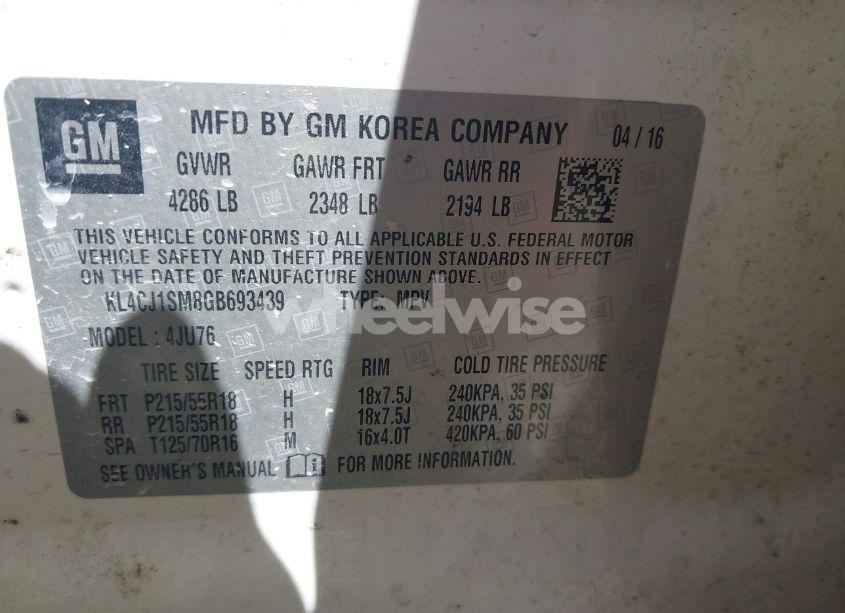 GM MFD BY GM KOREA COMPANY 04 / 16
GVWR GAWR FRT GAWR RR
4286 LB 2348 LB 2194 LB
THIS VEHICLE CONFORMS TO ALL APPLICABLE U.S. FEDERAL MOTOR
VEHICLE SAFETY AND THEFT PREVENTION STANDARDS IN EFFECT
ON THE DATE OF MANUFACTURE SHOWN ABOVE.
KL4CJ1SM8GB693439 TYPE: MPV
wheelwise
MODEL : 4JU76
TIRE SIZE SPEED RTG RIM COLD TIRE PRESSURE
FRT P215/55R18 H 18x7.5J 240KPA, 35 PSI
RR P215/55R18 H 18x7.5J 240KPA, 35 PSI
SPA T125/70R16 M 16x4.0T 420KPA, 60 PSI
SEE OWNER'S MANUAL i FOR MORE INFORMATION.